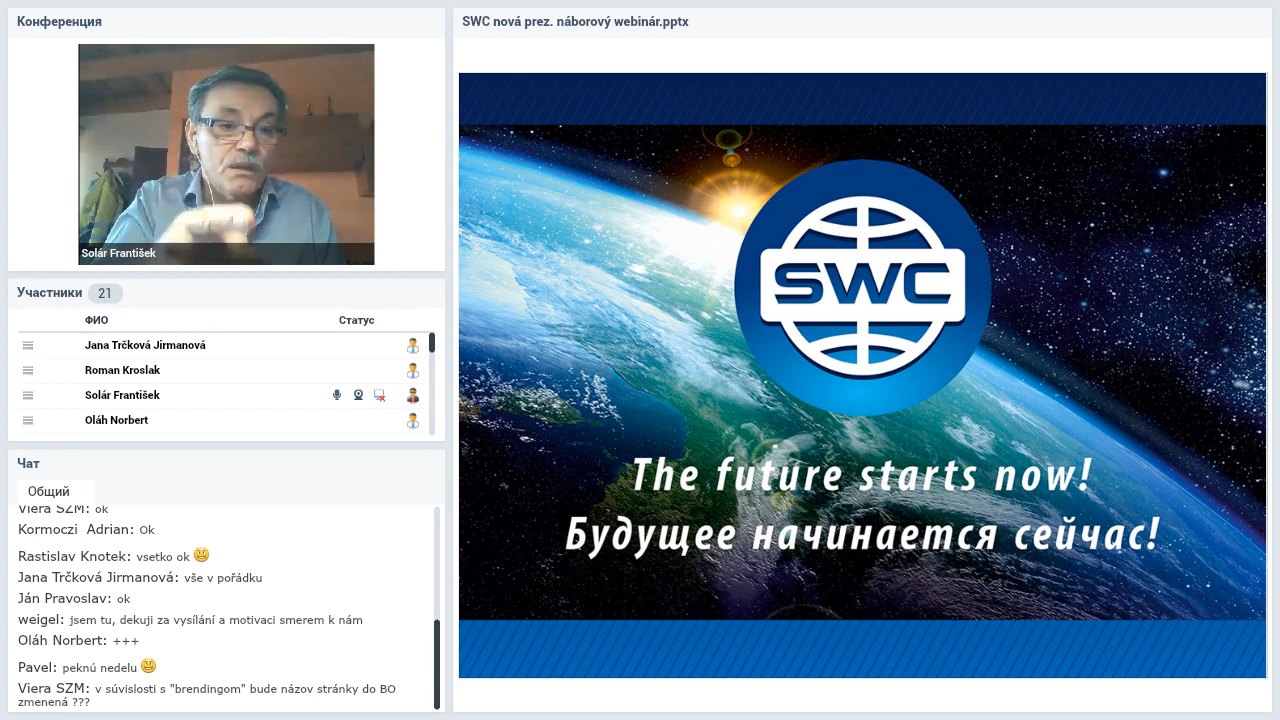 Конференция
Solár František
Участники 21
ФИО Статус
Jana Trčková Jirmanová
Roman Kroslak
Solár František
Oláh Norbert
Чат
Общий
Viera SZM: ok
Kormoczi Adrian: Ok
Rastislav Knotek: vsetko ok
Jana Trčková Jirmanová: vše v pořádku
Ján Pravoslav: ok
weigel: jsem tu, dekuji za vysílání a motivaci smerem k nám
Oláh Norbert: +++
Pavel: peknú nedelu
Viera SZM: v súvislosti s "brendingom" bude názov stránky do BO
zmenená ???
SWC nová prez. náborový webinár.pptx
SWC
The future starts now!
Будущее начинается сейчас!